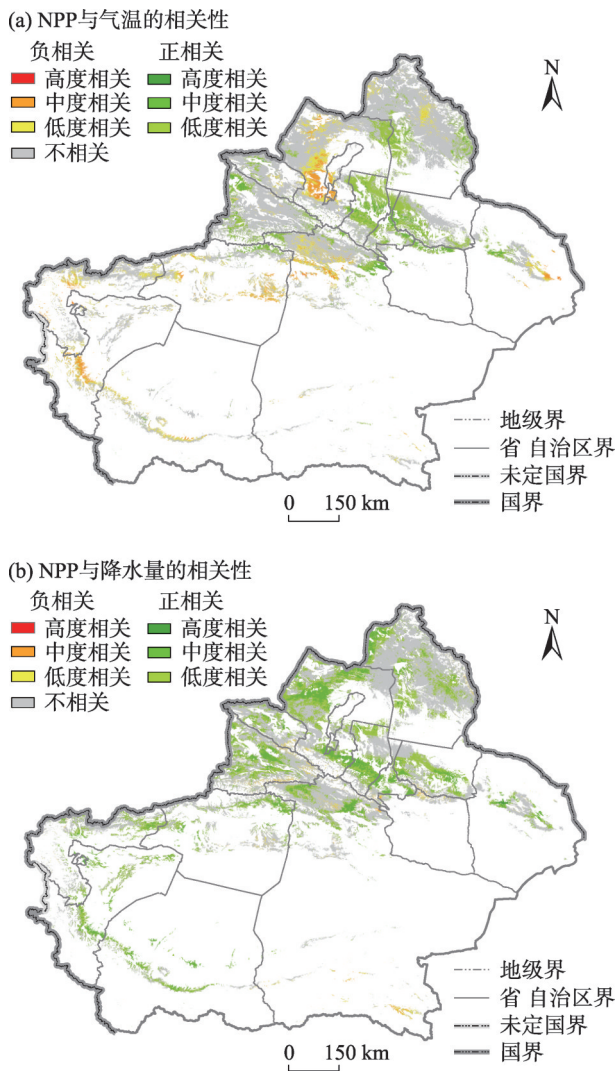 (a) NPP与气温的相关性
负相关 正相关
高度相关 高度相关
中度相关 中度相关
低度相关 低度相关
不相关
N
地级界
省 自治区界
未定国界
国界
0 150 km
(b) NPP与降水量的相关性
负相关 正相关
高度相关 高度相关
中度相关 中度相关
低度相关 低度相关
不相关
N
地级界
省 自治区界
未定国界
国界
0 150 km